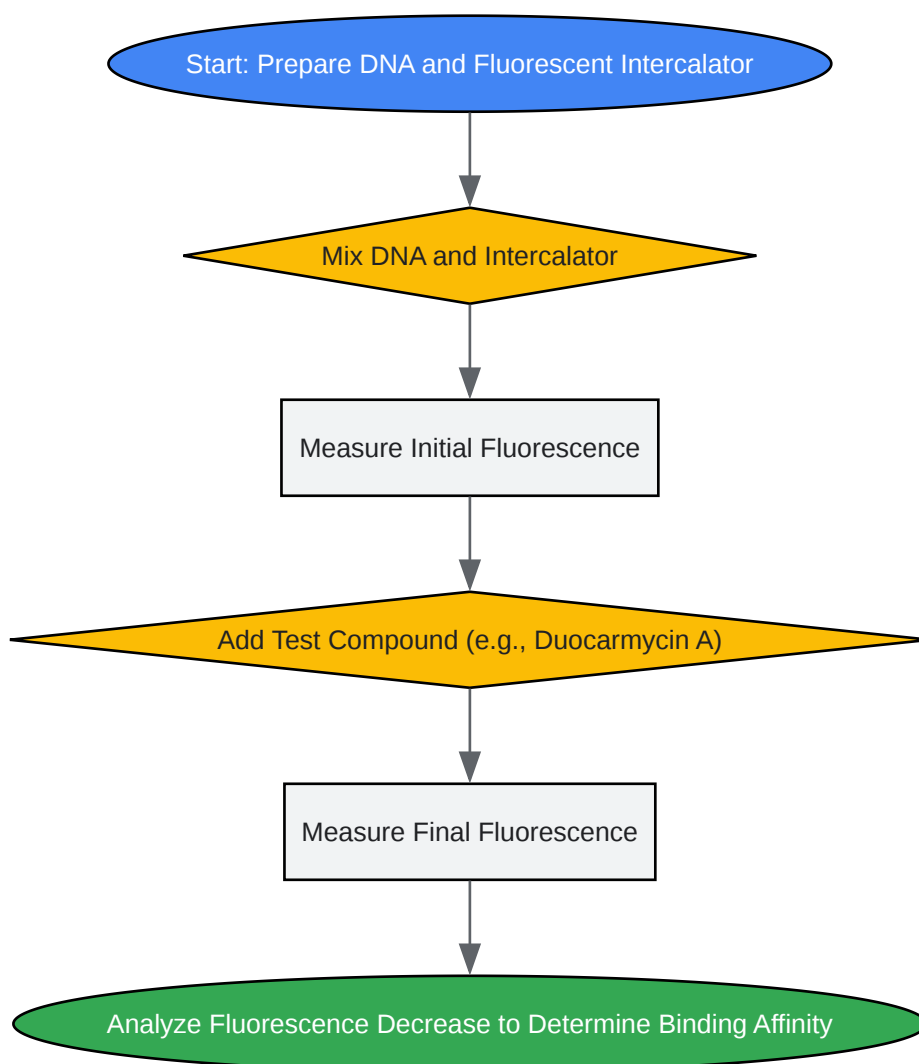 Start: Prepare DNA and Fluorescent Intercalator
Mix DNA and Intercalator
Measure Initial Fluorescence
Add Test Compound (e.g., Duocarmycin A)
Measure Final Fluorescence
Analyze Fluorescence Decrease to Determine Binding Affinity